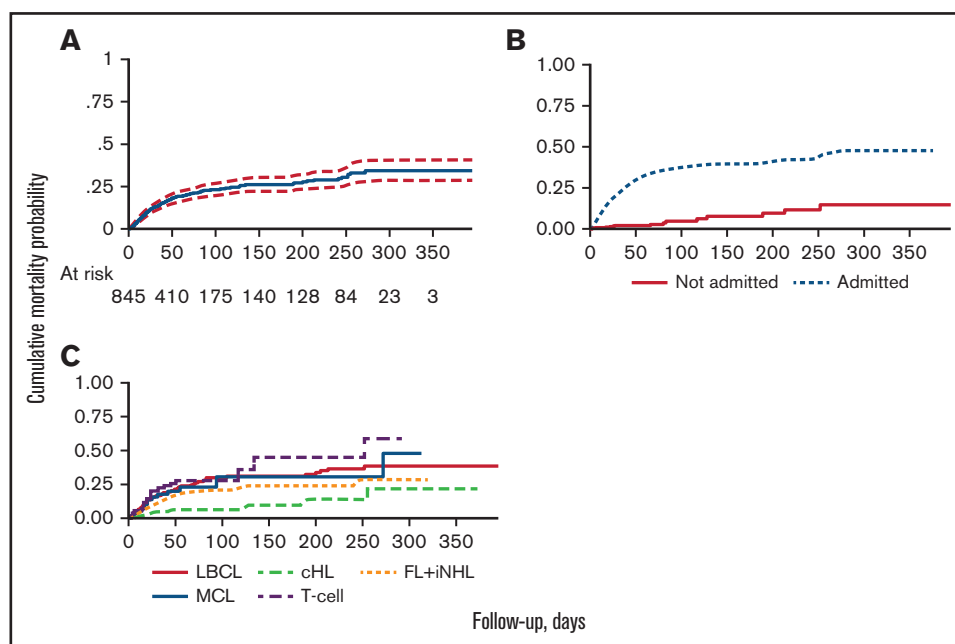 A
1
.75
.5
.25
0
0 50 100 150 200 250 300 350
At risk
845 410 175 140 128 84 23 3
B
1.00
0.75
0.50
0.25
0.00
0 50 100 150 200 250 300 350
Not admitted Admitted
Cumulative mortality probability
C
1.00
0.75
0.50
0.25
0.00
0 50 100 150 200 250 300 350
LBCL cHL FL+iNHL
MCL T-cell
Follow-up, days